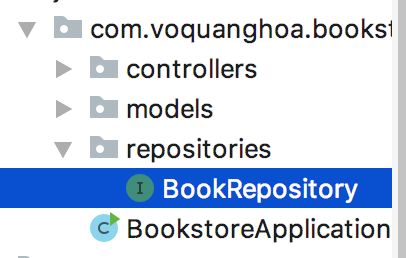 com.voquanghoa.bookst
controllers
models
repositories
I BookRepository
C BookstoreApplication